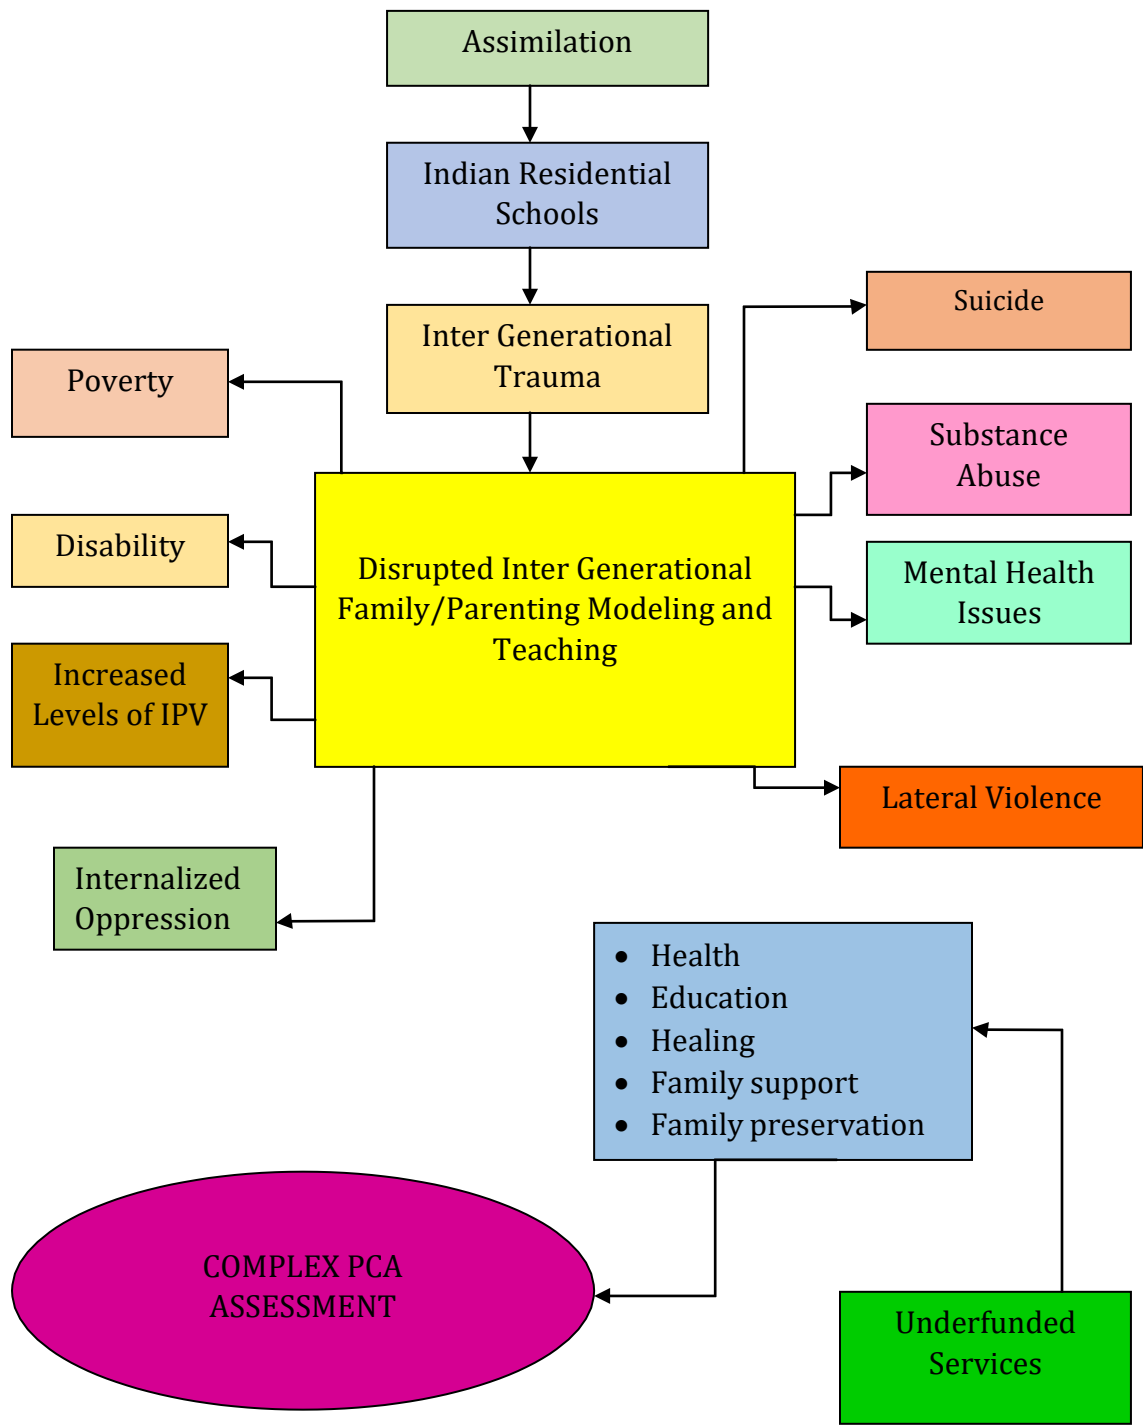 Assimilation
Indian Residential
Schools
Inter Generational
Trauma
Suicide
Poverty
Substance
Abuse
Disability
Disrupted Inter Generational
Family/Parenting Modeling and
Teaching
Mental Health
Issues
Increased
Levels of IPV
Lateral Violence
Internalized
Oppression
• Health
• Education
• Healing
• Family support
• Family preservation
COMPLEX PCA
ASSESSMENT
Underfunded
Services